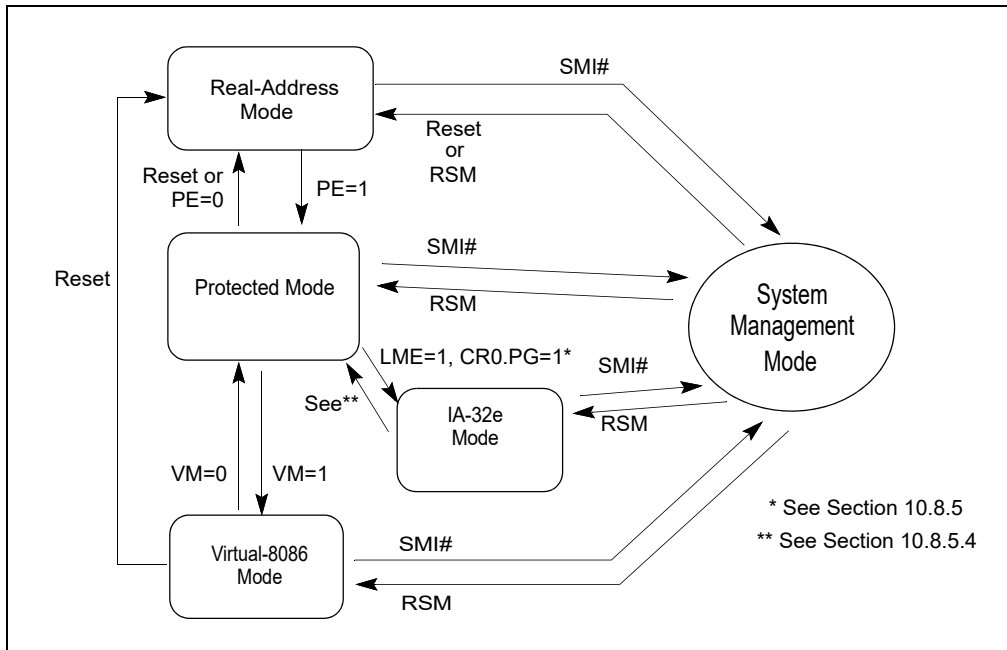 SMI#
Real-Address
Mode
Reset
or
RSM
Reset or
PE=0
PE=1
SMI#
Reset
Protected Mode
RSM
System
Management
Mode
LME=1, CR0.PG=1*
SMI#
See**
IA-32e
Mode
RSM
VM=0
VM=1
* See Section 10.8.5
** See Section 10.8.5.4
Virtual-8086
Mode
SMI#
RSM